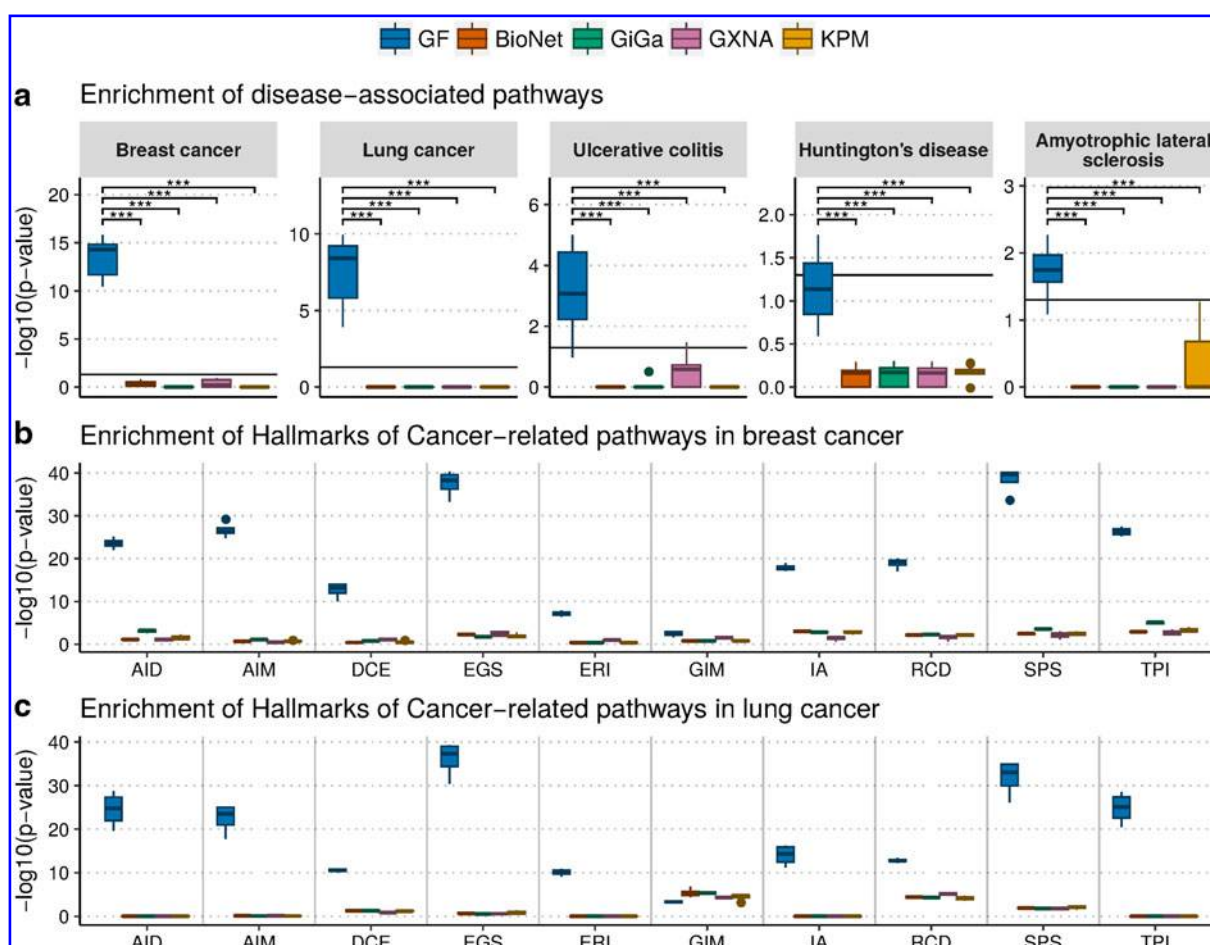 GF BioNet GiGa GXNA KPM
a Enrichment of disease−associated pathways
Breast cancer
Lung cancer
Ulcerative colitis
Huntington's disease
Amyotrophic lateral
sclerosis
−log10(p−value)
20
15
10
5
0
*** *** *** ***
10
5
0
*** *** *** ***
6
4
2
0
*** *** *** ***
2.0
1.5
1.0
0.5
0.0
*** *** *** ***
3
2
1
0
*** *** *** ***
b Enrichment of Hallmarks of Cancer−related pathways in breast cancer
−log10(p−value)
40
30
20
10
0
AID AIM DCE EGS ERI GIM IA RCD SPS TPI
c Enrichment of Hallmarks of Cancer−related pathways in lung cancer
−log10(p−value)
40
30
20
10
0
AID AIM DCE EGS ERI GIM IA RCD SPS TPI